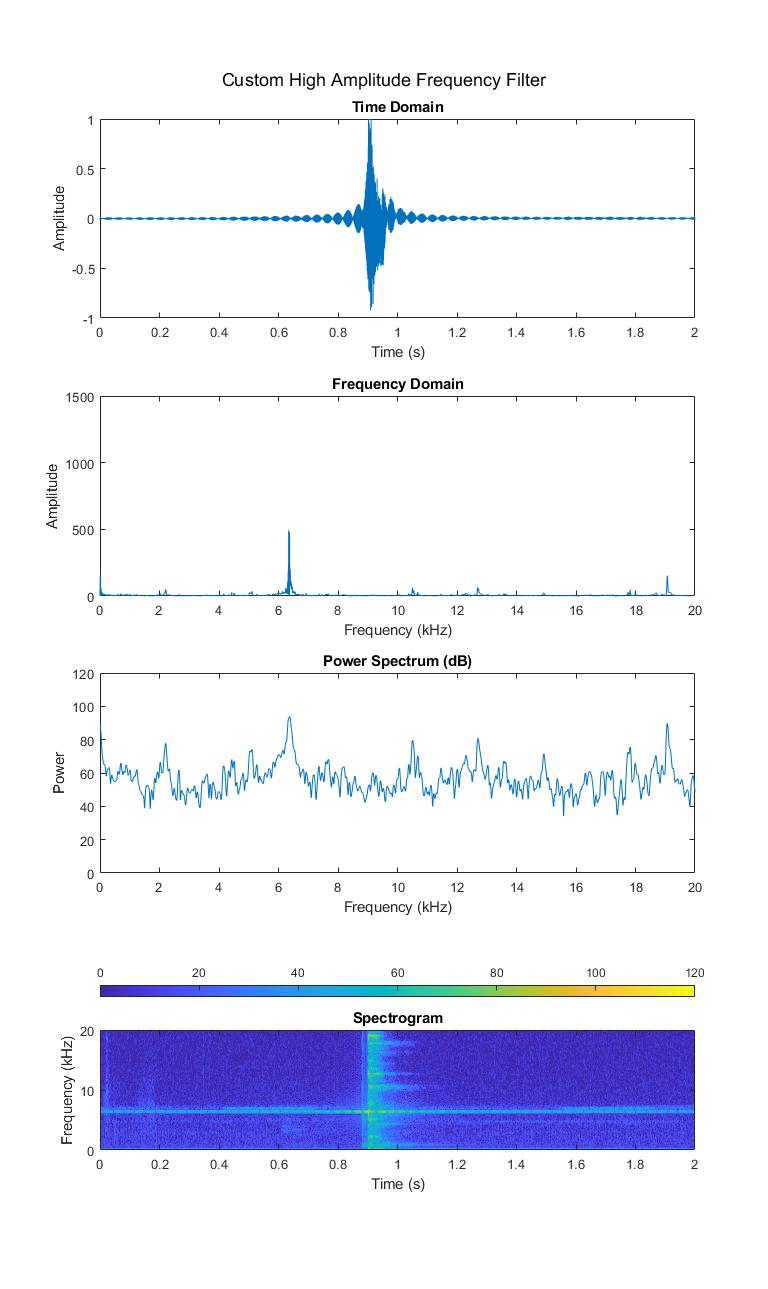 Custom High Amplitude Frequency Filter
Time Domain
1
0.5
0
-0.5
-1
Amplitude
0 0.2 0.4 0.6 0.8 1 1.2 1.4 1.6 1.8 2
Time (s)
Frequency Domain
1500
1000
500
0
Amplitude
0 2 4 6 8 10 12 14 16 18 20
Frequency (kHz)
Power Spectrum (dB)
120
100
80
60
40
20
0
Power
0 2 4 6 8 10 12 14 16 18 20
Frequency (kHz)
0 20 40 60 80 100 120
Spectrogram
20
10
0
Frequency (kHz)
0 0.2 0.4 0.6 0.8 1 1.2 1.4 1.6 1.8 2
Time (s)